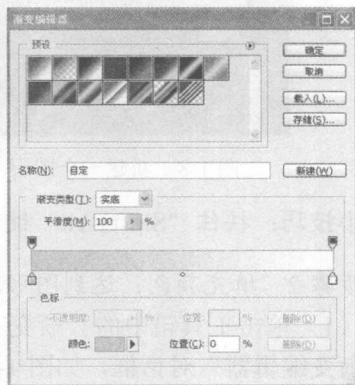 渐变编辑器
预设
确定
取消
载入(L)...
存储(S)...
名称(N): 自定
新建(W)
渐变类型(T): 实底
平滑度(M): 100 %
色标
不透明度: % 位置: % 删除(D)
颜色: 位置(C): 0 % 删除(D)